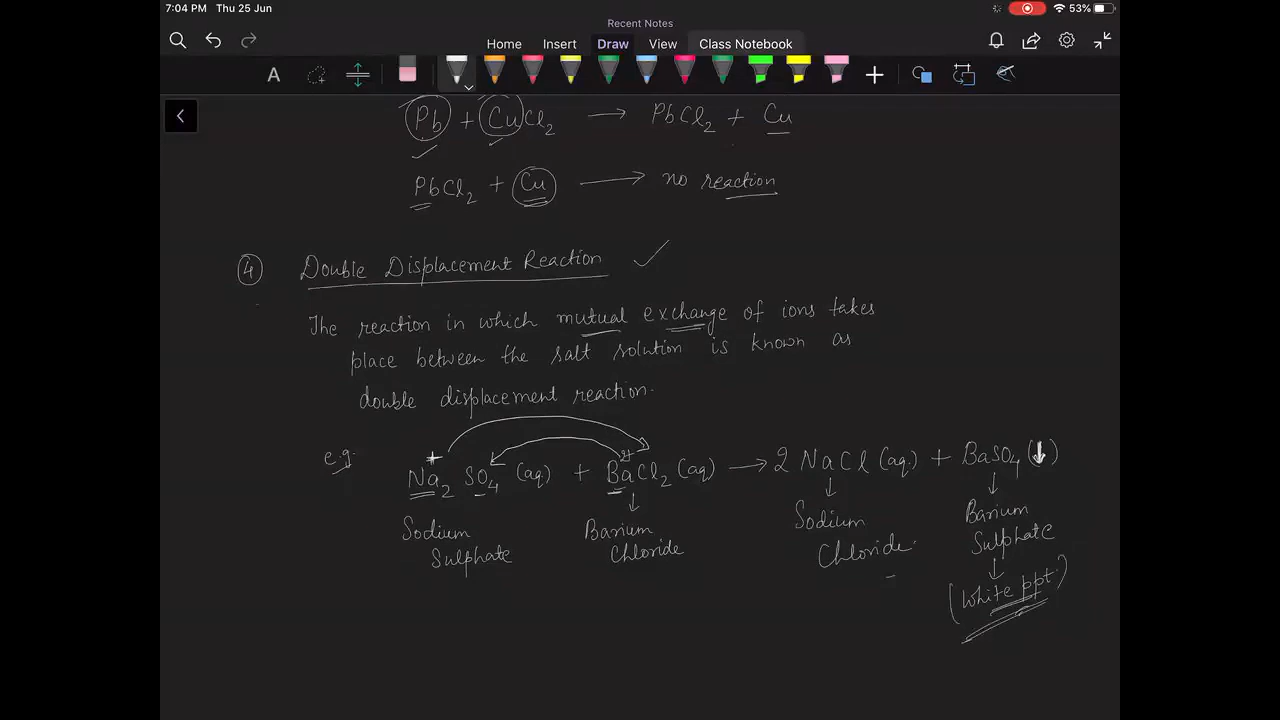 7:04 PM Thu 25 Jun
53%
Recent Notes
Home Insert Draw View Class Notebook
A
Pb + CuCl2 → PbCl2 + Cu
PbCl2 + Cu → no reaction
④ Double Displacement Reaction ✓
The reaction in which mutual exchange of ions takes
place between the salt solution is known as
double displacement reaction.
e.g. Na2+ SO4 (aq) + Ba2+Cl2 (aq) → 2 NaCl (aq.) + BaSO4 (↓)
Sodium Sulphate
Barium Chloride
Sodium Chloride.
Barium Sulphate
(White ppt.)